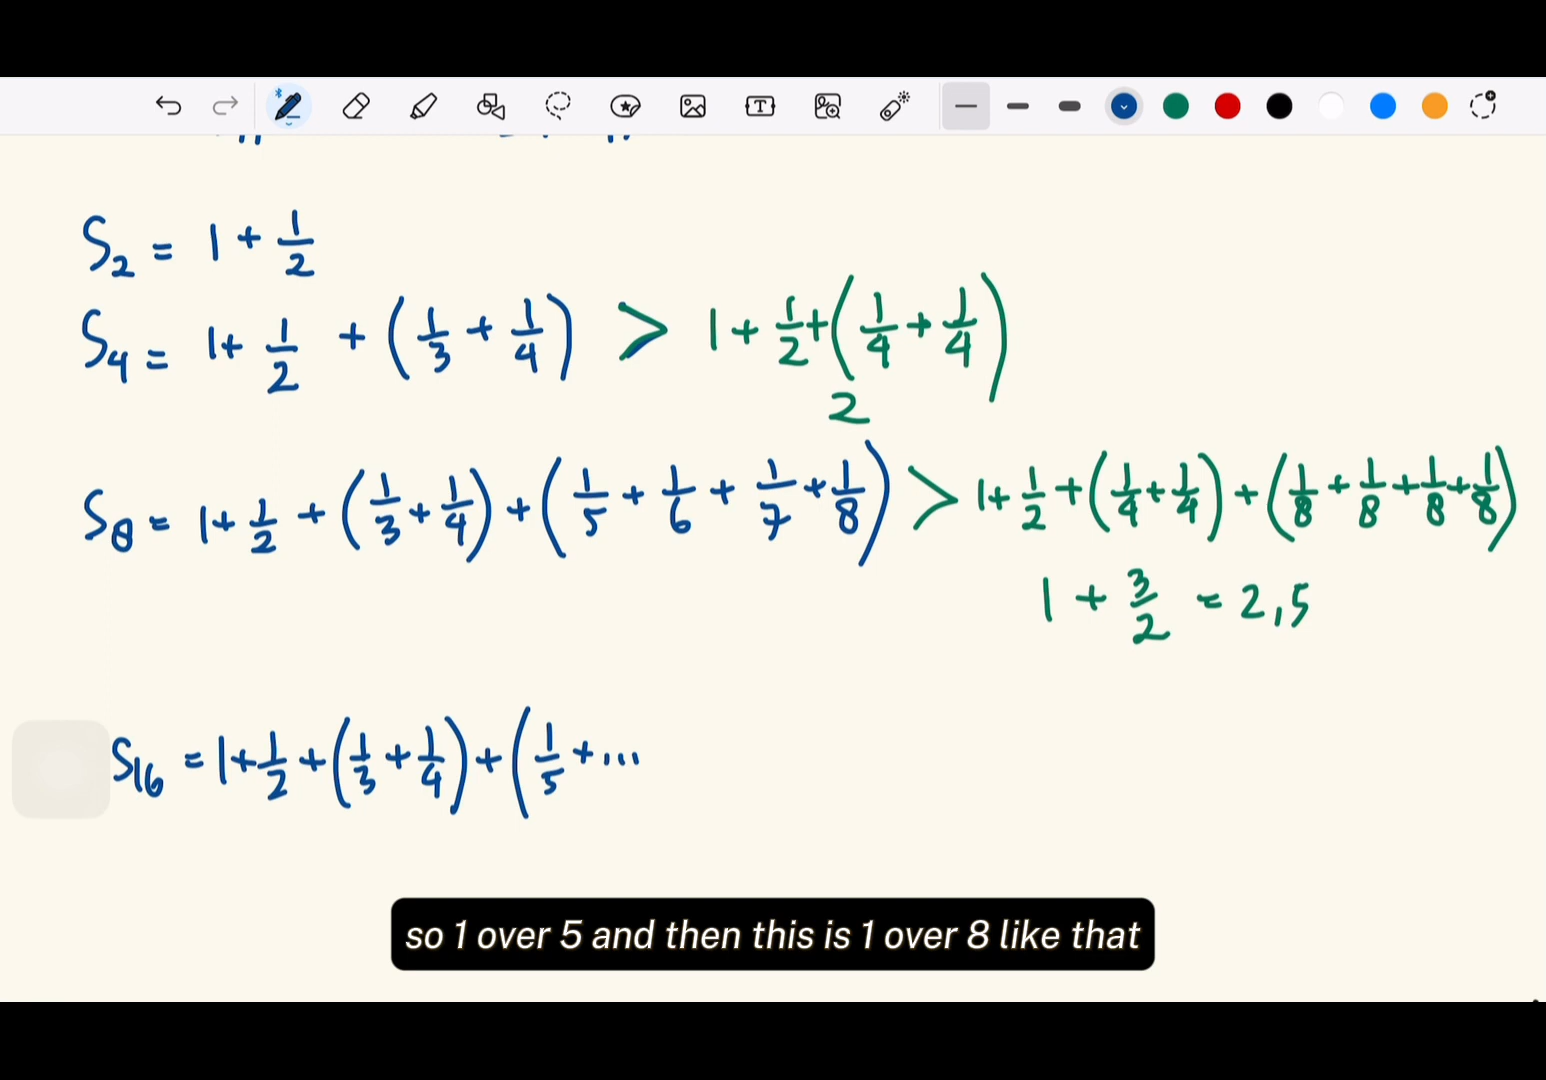 S₂ = 1 + 1/2
S₄ = 1 + 1/2 + (1/3 + 1/4) > 1 + 1/2 + (1/4 + 1/4)
2
S₈ = 1 + 1/2 + (1/3 + 1/4) + (1/5 + 1/6 + 1/7 + 1/8) > 1 + 1/2 + (1/4 + 1/4) + (1/8 + 1/8 + 1/8 + 1/8)
1 + 3/2 = 2,5
S₁₆ = 1 + 1/2 + (1/3 + 1/4) + (1/5 + ...
so 1 over 5 and then this is 1 over 8 like that